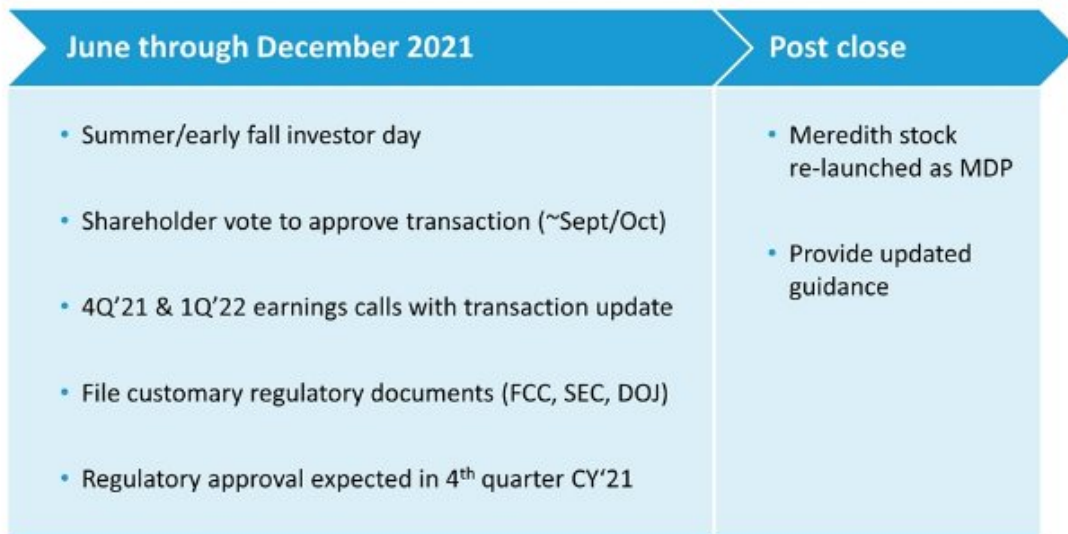 June through December 2021
• Summer/early fall investor day
• Shareholder vote to approve transaction (~Sept/Oct)
• 4Q’21 & 1Q’22 earnings calls with transaction update
• File customary regulatory documents (FCC, SEC, DOJ)
• Regulatory approval expected in 4th quarter CY‘21
Post close
• Meredith stock
re-launched as MDP
• Provide updated
guidance